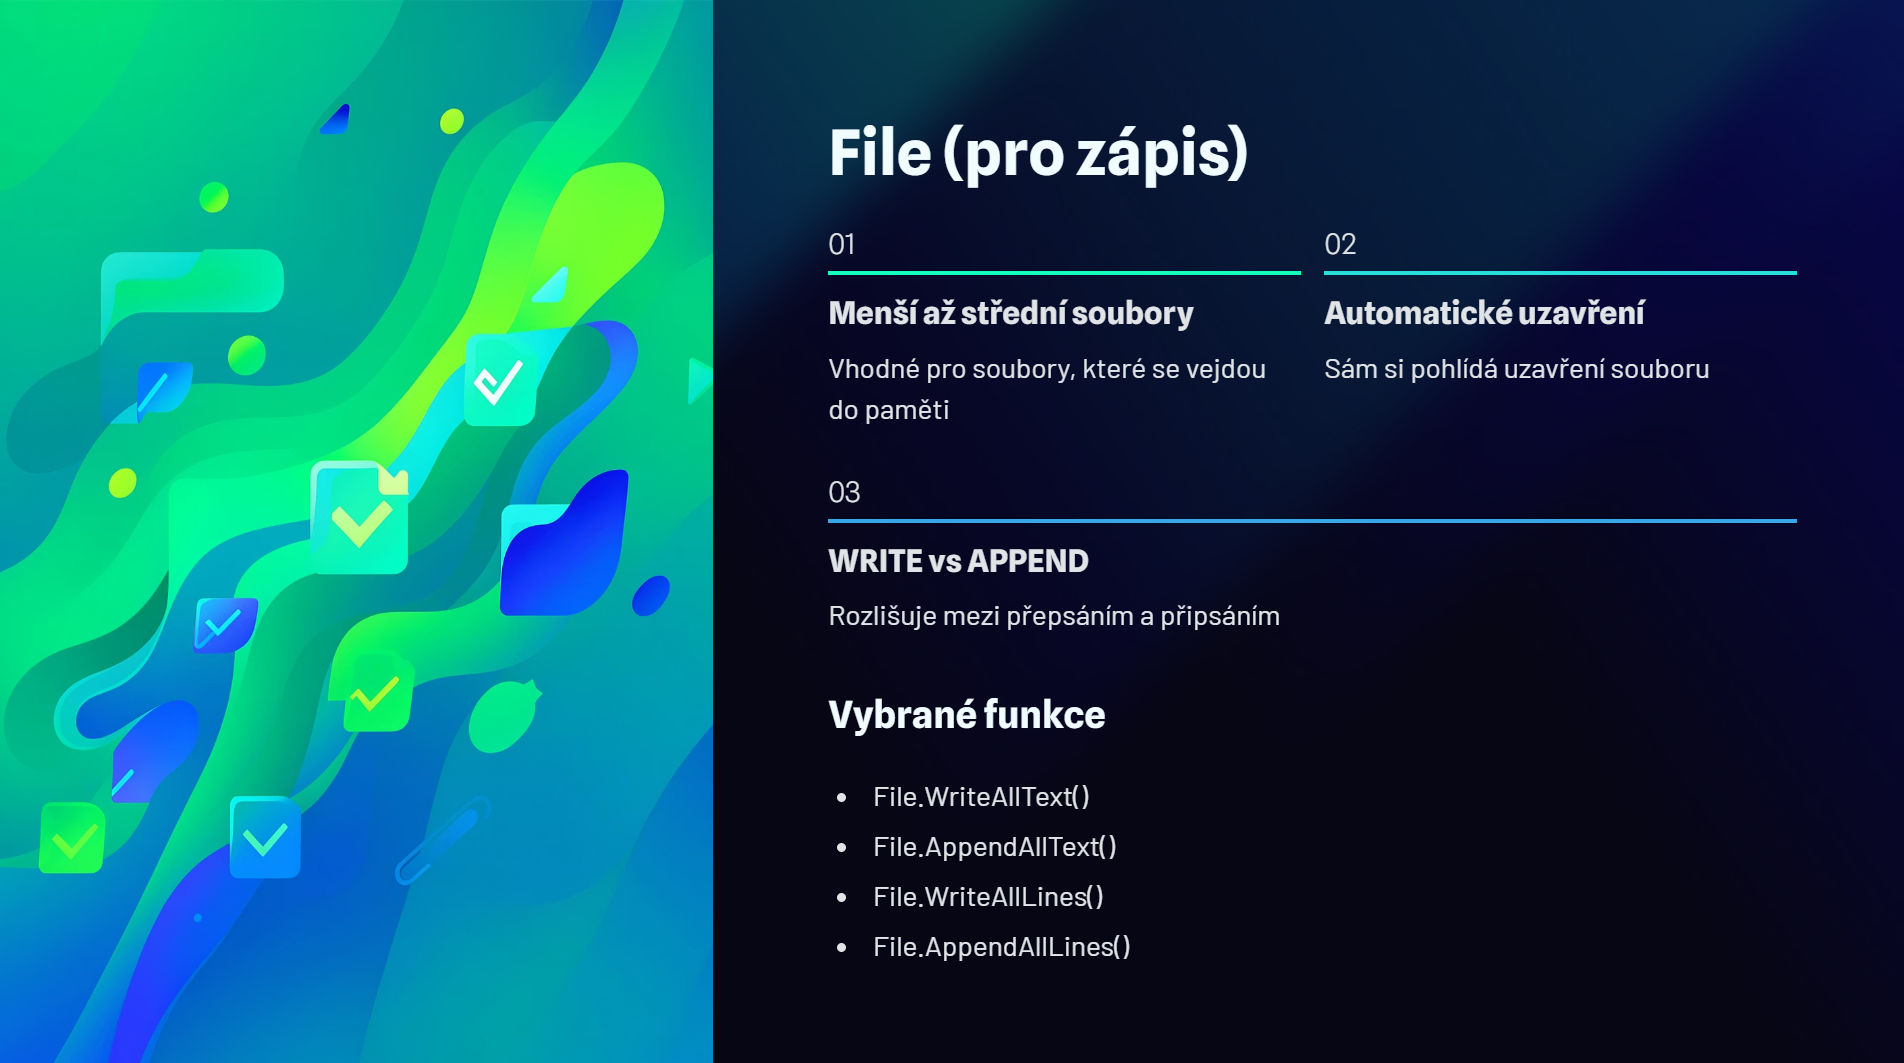 File (pro zápis)
01
Menší až střední soubory
Vhodné pro soubory, které se vejdou
do paměti
02
Automatické uzavření
Sám si pohlídá uzavření souboru
03
WRITE vs APPEND
Rozlišuje mezi přepsáním a připsáním
Vybrané funkce
• File.WriteAllText()
• File.AppendAllText()
• File.WriteAllLines()
• File.AppendAllLines()